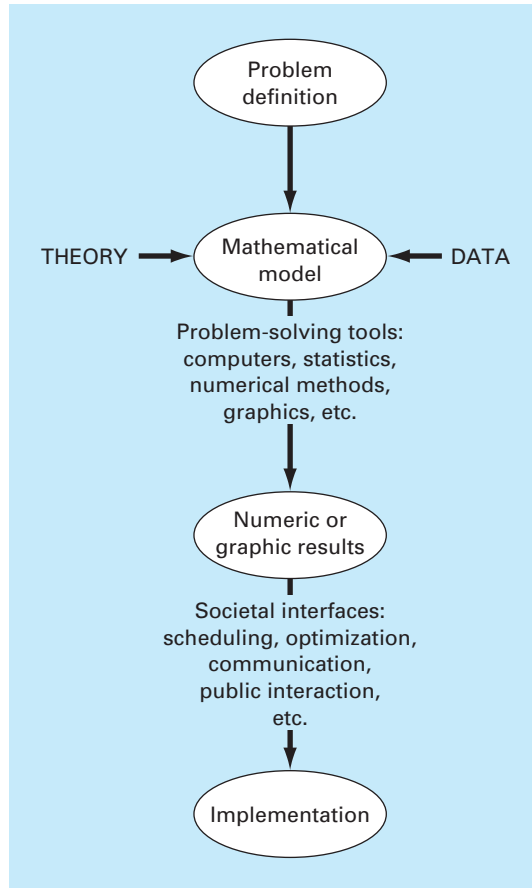 Problem
definition
THEORY
Mathematical
model
DATA
Problem-solving tools:
computers, statistics,
numerical methods,
graphics, etc.
Numeric or
graphic results
Societal interfaces:
scheduling, optimization,
communication,
public interaction,
etc.
Implementation